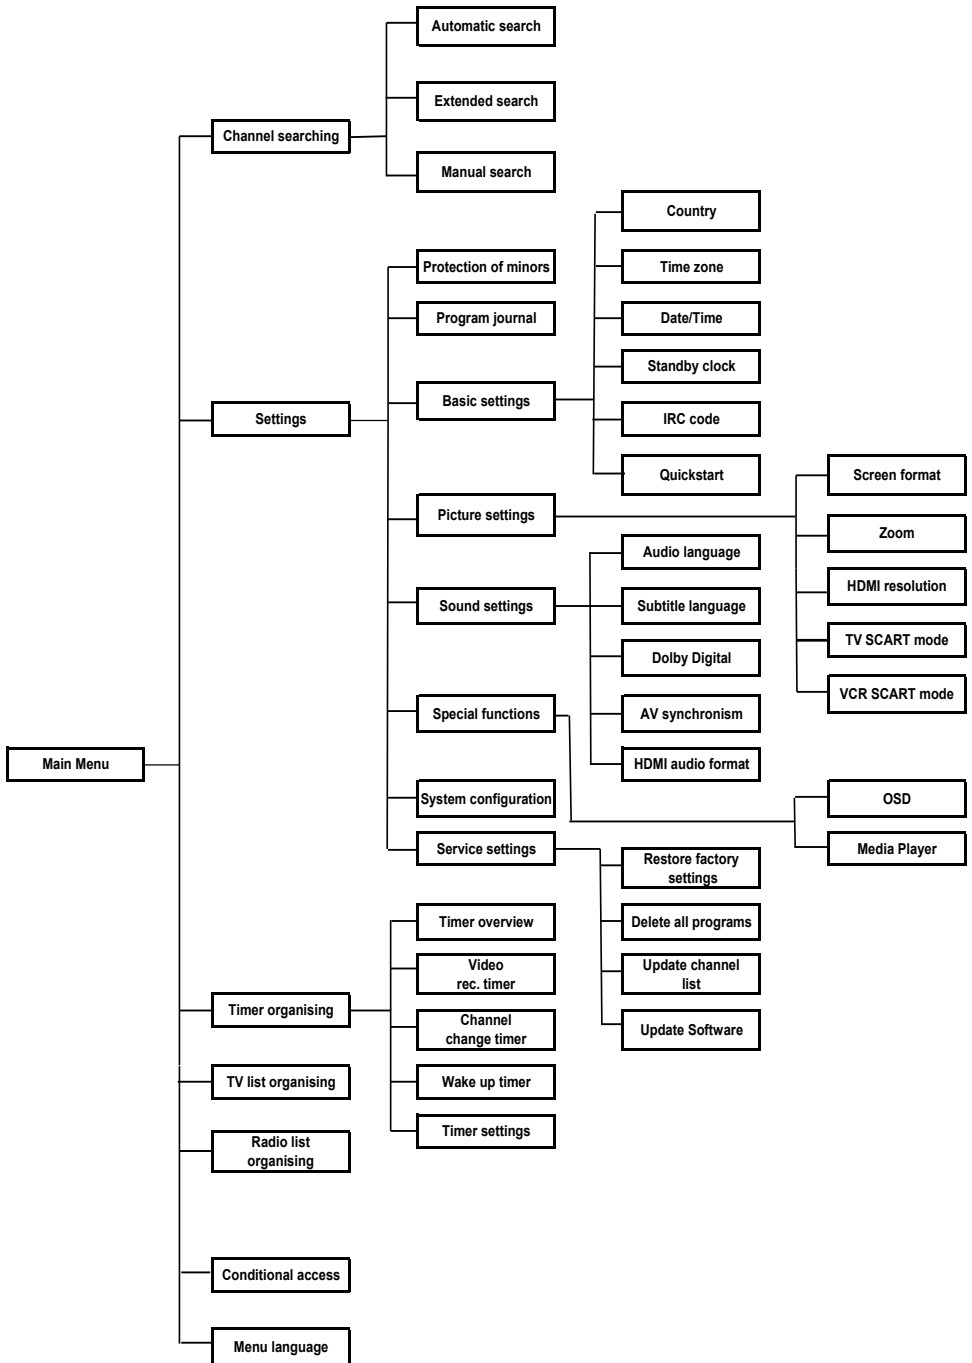 Automatic search
Extended search
Channel searching
Manual search
Country
Protection of minors
Time zone
Program journal
Date/Time
Standby clock
Basic settings
Settings
IRC code
Quickstart
Screen format
Picture settings
Zoom
Audio language
HDMI resolution
Sound settings
Subtitle language
TV SCART mode
Dolby Digital
VCR SCART mode
Special functions
AV synchronism
Main Menu
HDMI audio format
System configuration
OSD
Service settings
Media Player
Restore factory
settings
Timer overview
Delete all programs
Video
rec. timer
Update channel
list
Timer organising
Channel
change timer
Update Software
TV list organising
Wake up timer
Timer settings
Radio list
organising
Conditional access
Menu language